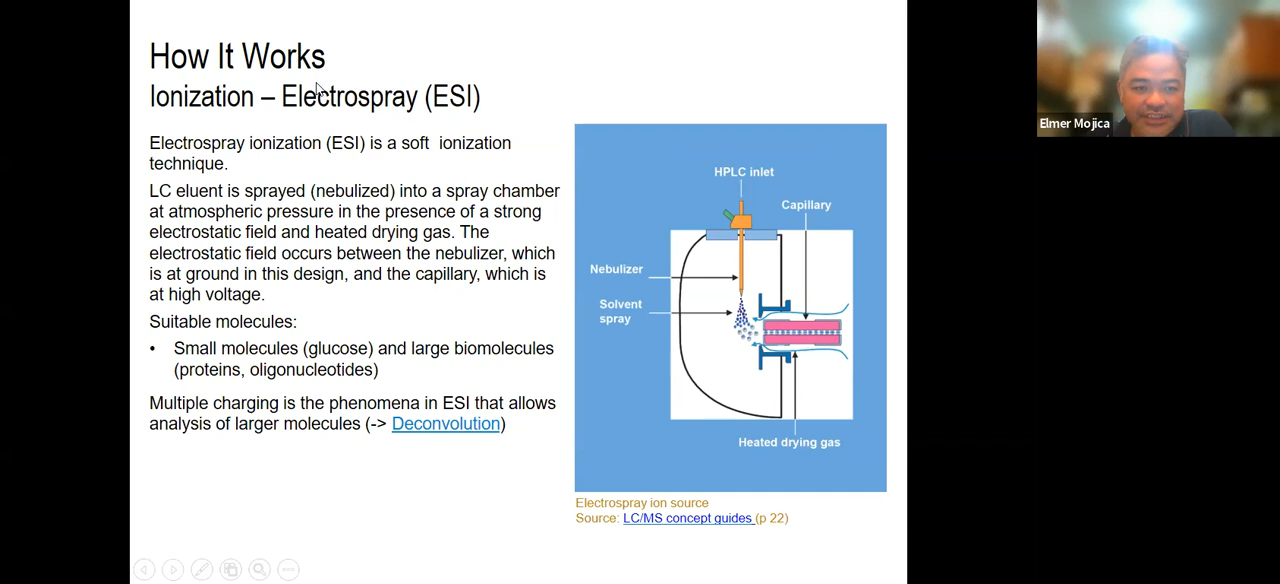 How It Works
Ionization – Electrospray (ESI)
Electrospray ionization (ESI) is a soft ionization
technique.
LC eluent is sprayed (nebulized) into a spray chamber
at atmospheric pressure in the presence of a strong
electrostatic field and heated drying gas. The
electrostatic field occurs between the nebulizer, which
is at ground in this design, and the capillary, which is
at high voltage.
Suitable molecules:
• Small molecules (glucose) and large biomolecules
(proteins, oligonucleotides)
Multiple charging is the phenomena in ESI that allows
analysis of larger molecules (-> Deconvolution)
HPLC inlet
Capillary
Nebulizer
Solvent
spray
Heated drying gas
Electrospray ion source
Source: LC/MS concept guides (p 22)
Elmer Mojica